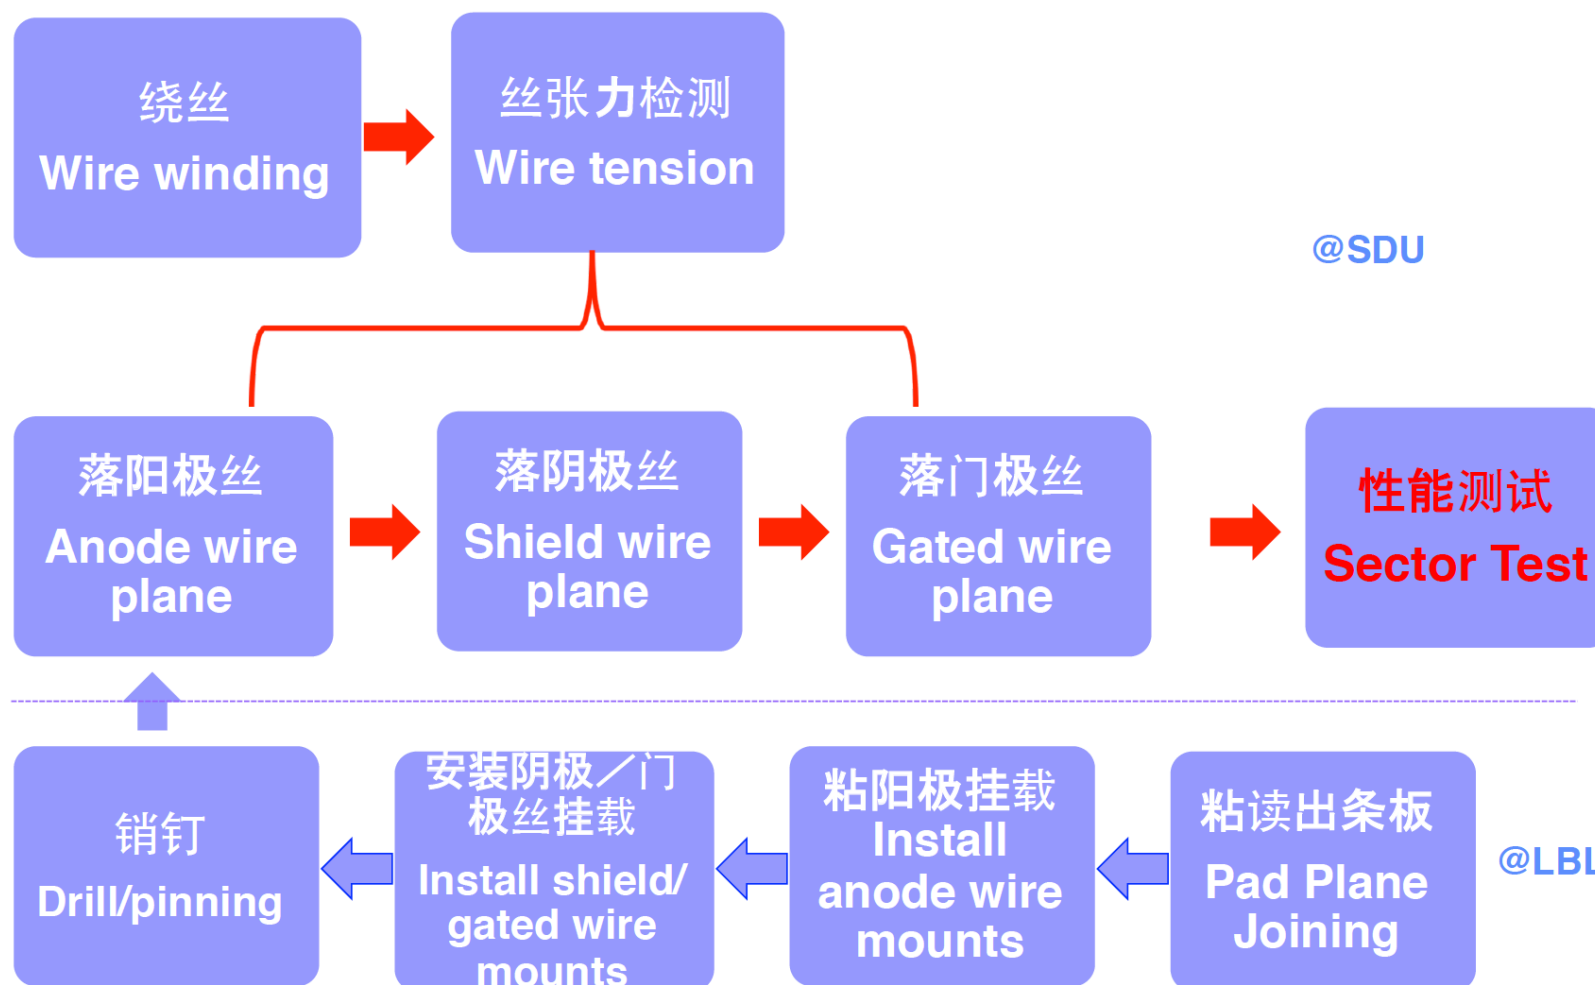 绕丝
Wire winding
丝张力检测
Wire tension
@SDU
落阳极丝
Anode wire
plane
落阴极丝
Shield wire
plane
落门极丝
Gated wire
plane
性能测试
Sector Test
销钉
Drill/pinning
安装阴极／门
极丝挂载
Install shield/
gated wire
mounts
粘阳极挂载
Install
anode wire
mounts
粘读出条板
Pad Plane
Joining
@LBL